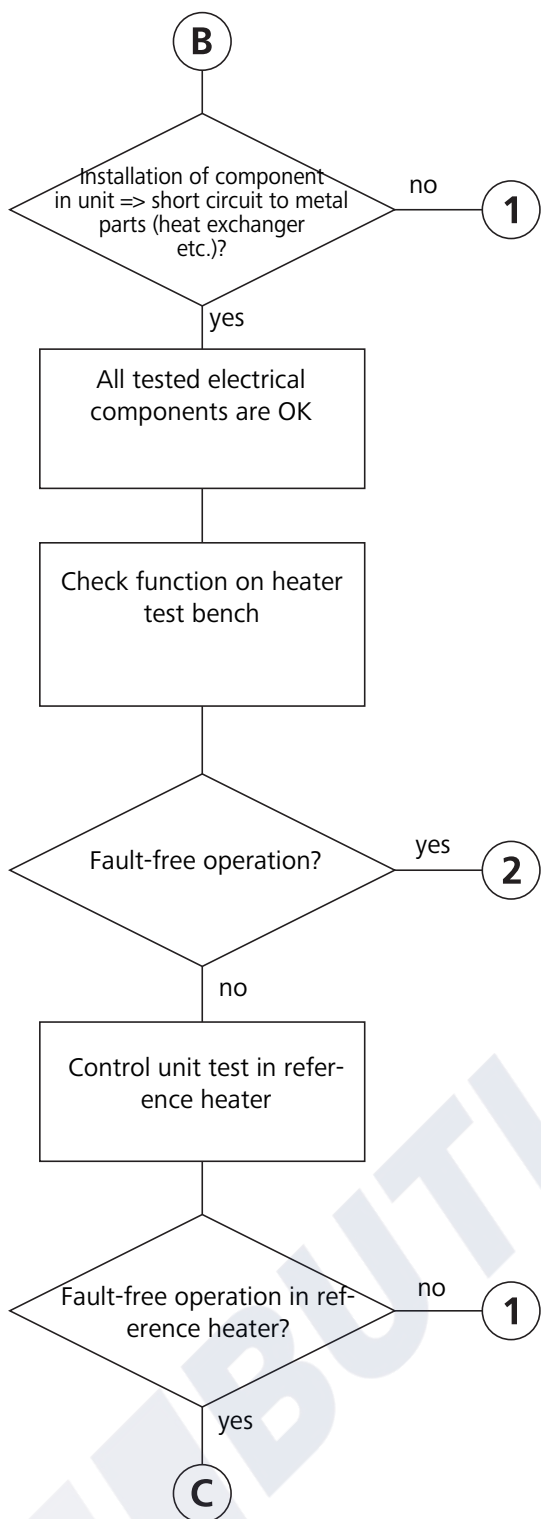 B
Installation of component
in unit => short circuit to metal
parts (heat exchanger
etc.)?
no
1
yes
All tested electrical
components are OK
Check function on heater
test bench
Fault-free operation?
yes
2
no
Control unit test in refer-
ence heater
Fault-free operation in ref-
erence heater?
no
1
yes
C
BUTI